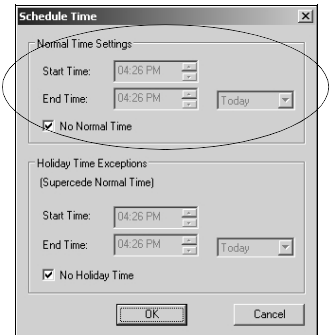 Schedule Time
Normal Time Settings
Start Time: 04:26 PM
End Time: 04:26 PM Today
No Normal Time
Holiday Time Exceptions
(Supercede Normal Time)
Start Time: 04:26 PM
End Time: 04:26 PM Today
No Holiday Time
OK Cancel